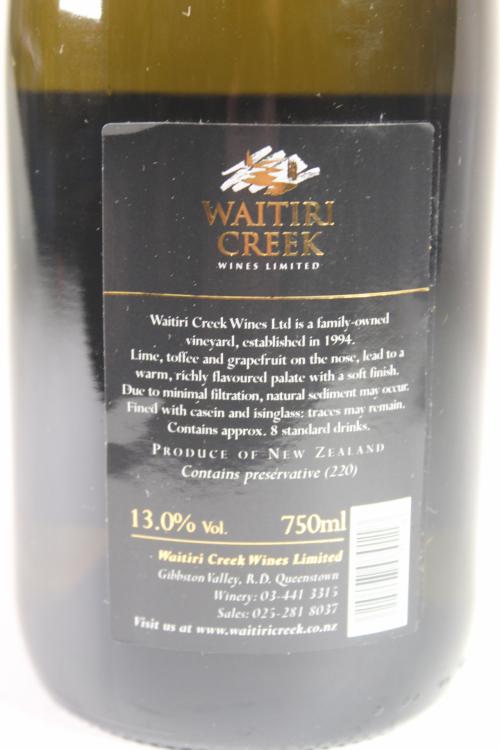 WAITIRI
CREEK
WINES LIMITED
Waitiri Creek Wines Ltd is a family-owned
vineyard, established in 1994.
Lime, toffee and grapefruit on the nose, lead to a
warm, richly flavoured palate with a soft finish.
Due to minimal filtration, natural sediment may occur.
Fined with casein and isinglass: traces may remain.
Contains approx. 8 standard drinks.
PRODUCE OF NEW ZEALAND
Contains preservative (220)
13.0% Vol. 750ml
Waitiri Creek Wines Limited
Gibbston Valley, R.D. Queenstown
Winery: 03-441 3315
Sales: 025-281 8037
Visit us at www.waitiricreek.co.nz